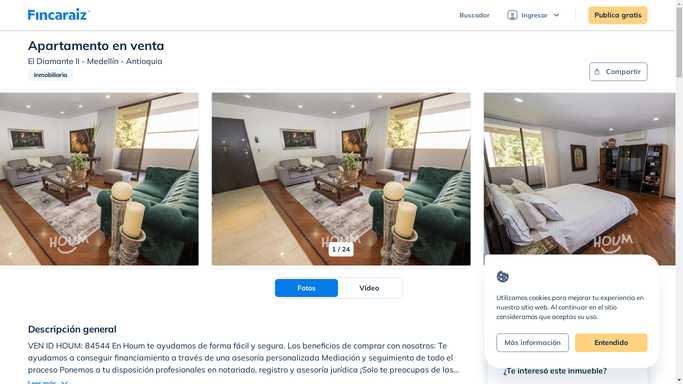 Fincaraiz
Buscador
Ingresar
Publica gratis
Apartamento en venta
El Diamante II - Medellín - Antioquia
Inmobiliaria
Compartir
HOUM
HOUM
HOUM
1 / 24
Fotos
Video
Descripción general
VEN ID HOUM: 84544 En Houm te ayudamos de forma fácil y segura. Los beneficios de comprar con nosotros: Te
ayudamos a conseguir financiamiento a través de una asesoría personalizada Mediación y seguimiento de todo el
proceso Ponemos a tu disposición profesionales en notariado, registro y asesoría jurídica ¡Solo te preocupas de las...
Leer más
Utilizamos cookies para mejorar tu experiencia en
nuestro sitio web. Al continuar en el sitio
consideramos que aceptas su uso.
Más información
Entendido
¿Te interesó este inmueble?